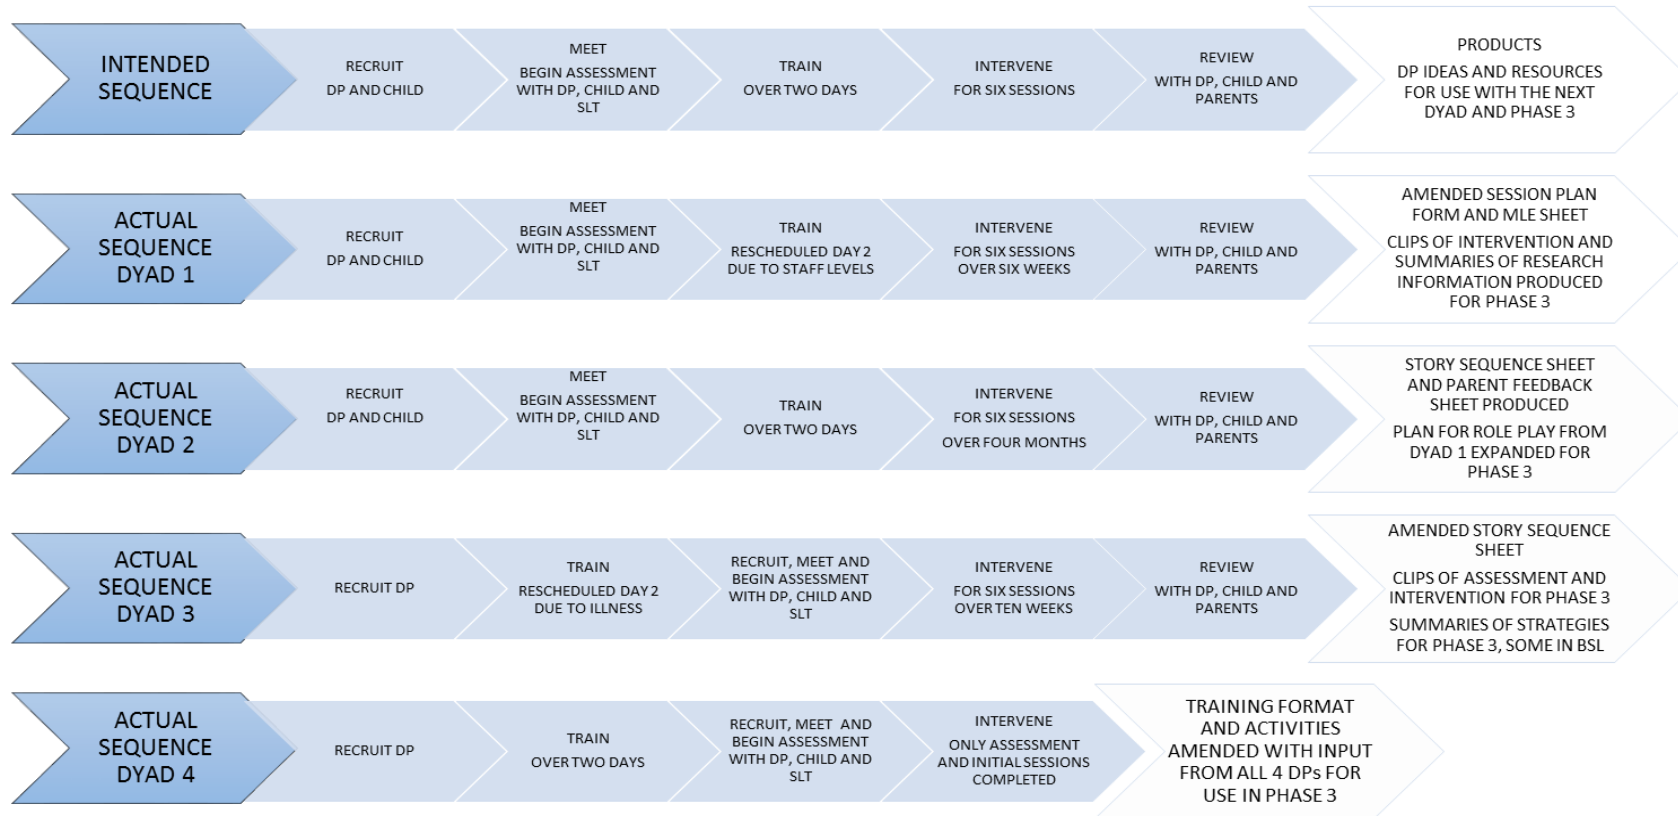 INTENDED
SEQUENCE
RECRUIT
DP AND CHILD
MEET
BEGIN ASSESSMENT
WITH DP, CHILD AND
SLT
TRAIN
OVER TWO DAYS
INTERVENE
FOR SIX SESSIONS
REVIEW
WITH DP, CHILD AND
PARENTS
PRODUCTS
DP IDEAS AND RESOURCES
FOR USE WITH THE NEXT
DYAD AND PHASE 3
ACTUAL
SEQUENCE
DYAD 1
RECRUIT
DP AND CHILD
MEET
BEGIN ASSESSMENT
WITH DP, CHILD AND
SLT
TRAIN
RESCHEDULED DAY 2
DUE TO STAFF LEVELS
INTERVENE
FOR SIX SESSIONS
OVER SIX WEEKS
REVIEW
WITH DP, CHILD AND
PARENTS
AMENDED SESSION PLAN
FORM AND MLE SHEET
CLIPS OF INTERVENTION AND
SUMMARIES OF RESEARCH
INFORMATION PRODUCED
FOR PHASE 3
ACTUAL
SEQUENCE
DYAD 2
RECRUIT
DP AND CHILD
MEET
BEGIN ASSESSMENT
WITH DP, CHILD AND
SLT
TRAIN
OVER TWO DAYS
INTERVENE
FOR SIX SESSIONS
OVER FOUR MONTHS
REVIEW
WITH DP, CHILD AND
PARENTS
STORY SEQUENCE SHEET
AND PARENT FEEDBACK
SHEET PRODUCED
PLAN FOR ROLE PLAY FROM
DYAD 1 EXPANDED FOR
PHASE 3
ACTUAL
SEQUENCE
DYAD 3
RECRUIT DP
TRAIN
RESCHEDULED DAY 2
DUE TO ILLNESS
RECRUIT, MEET AND
BEGIN ASSESSMENT
WITH DP, CHILD AND
SLT
INTERVENE
FOR SIX SESSIONS
OVER TEN WEEKS
REVIEW
WITH DP, CHILD AND
PARENTS
AMENDED STORY SEQUENCE
SHEET
CLIPS OF ASSESSMENT AND
INTERVENTION FOR PHASE 3
SUMMARIES OF STRATEGIES
FOR PHASE 3, SOME IN BSL
ACTUAL
SEQUENCE
DYAD 4
RECRUIT DP
TRAIN
OVER TWO DAYS
RECRUIT, MEET AND
BEGIN ASSESSMENT
WITH DP, CHILD AND
SLT
INTERVENE
ONLY ASSESSMENT
AND INITIAL SESSIONS
COMPLETED
TRAINING FORMAT
AND ACTIVITIES
AMENDED WITH INPUT
FROM ALL 4 DPs FOR
USE IN PHASE 3